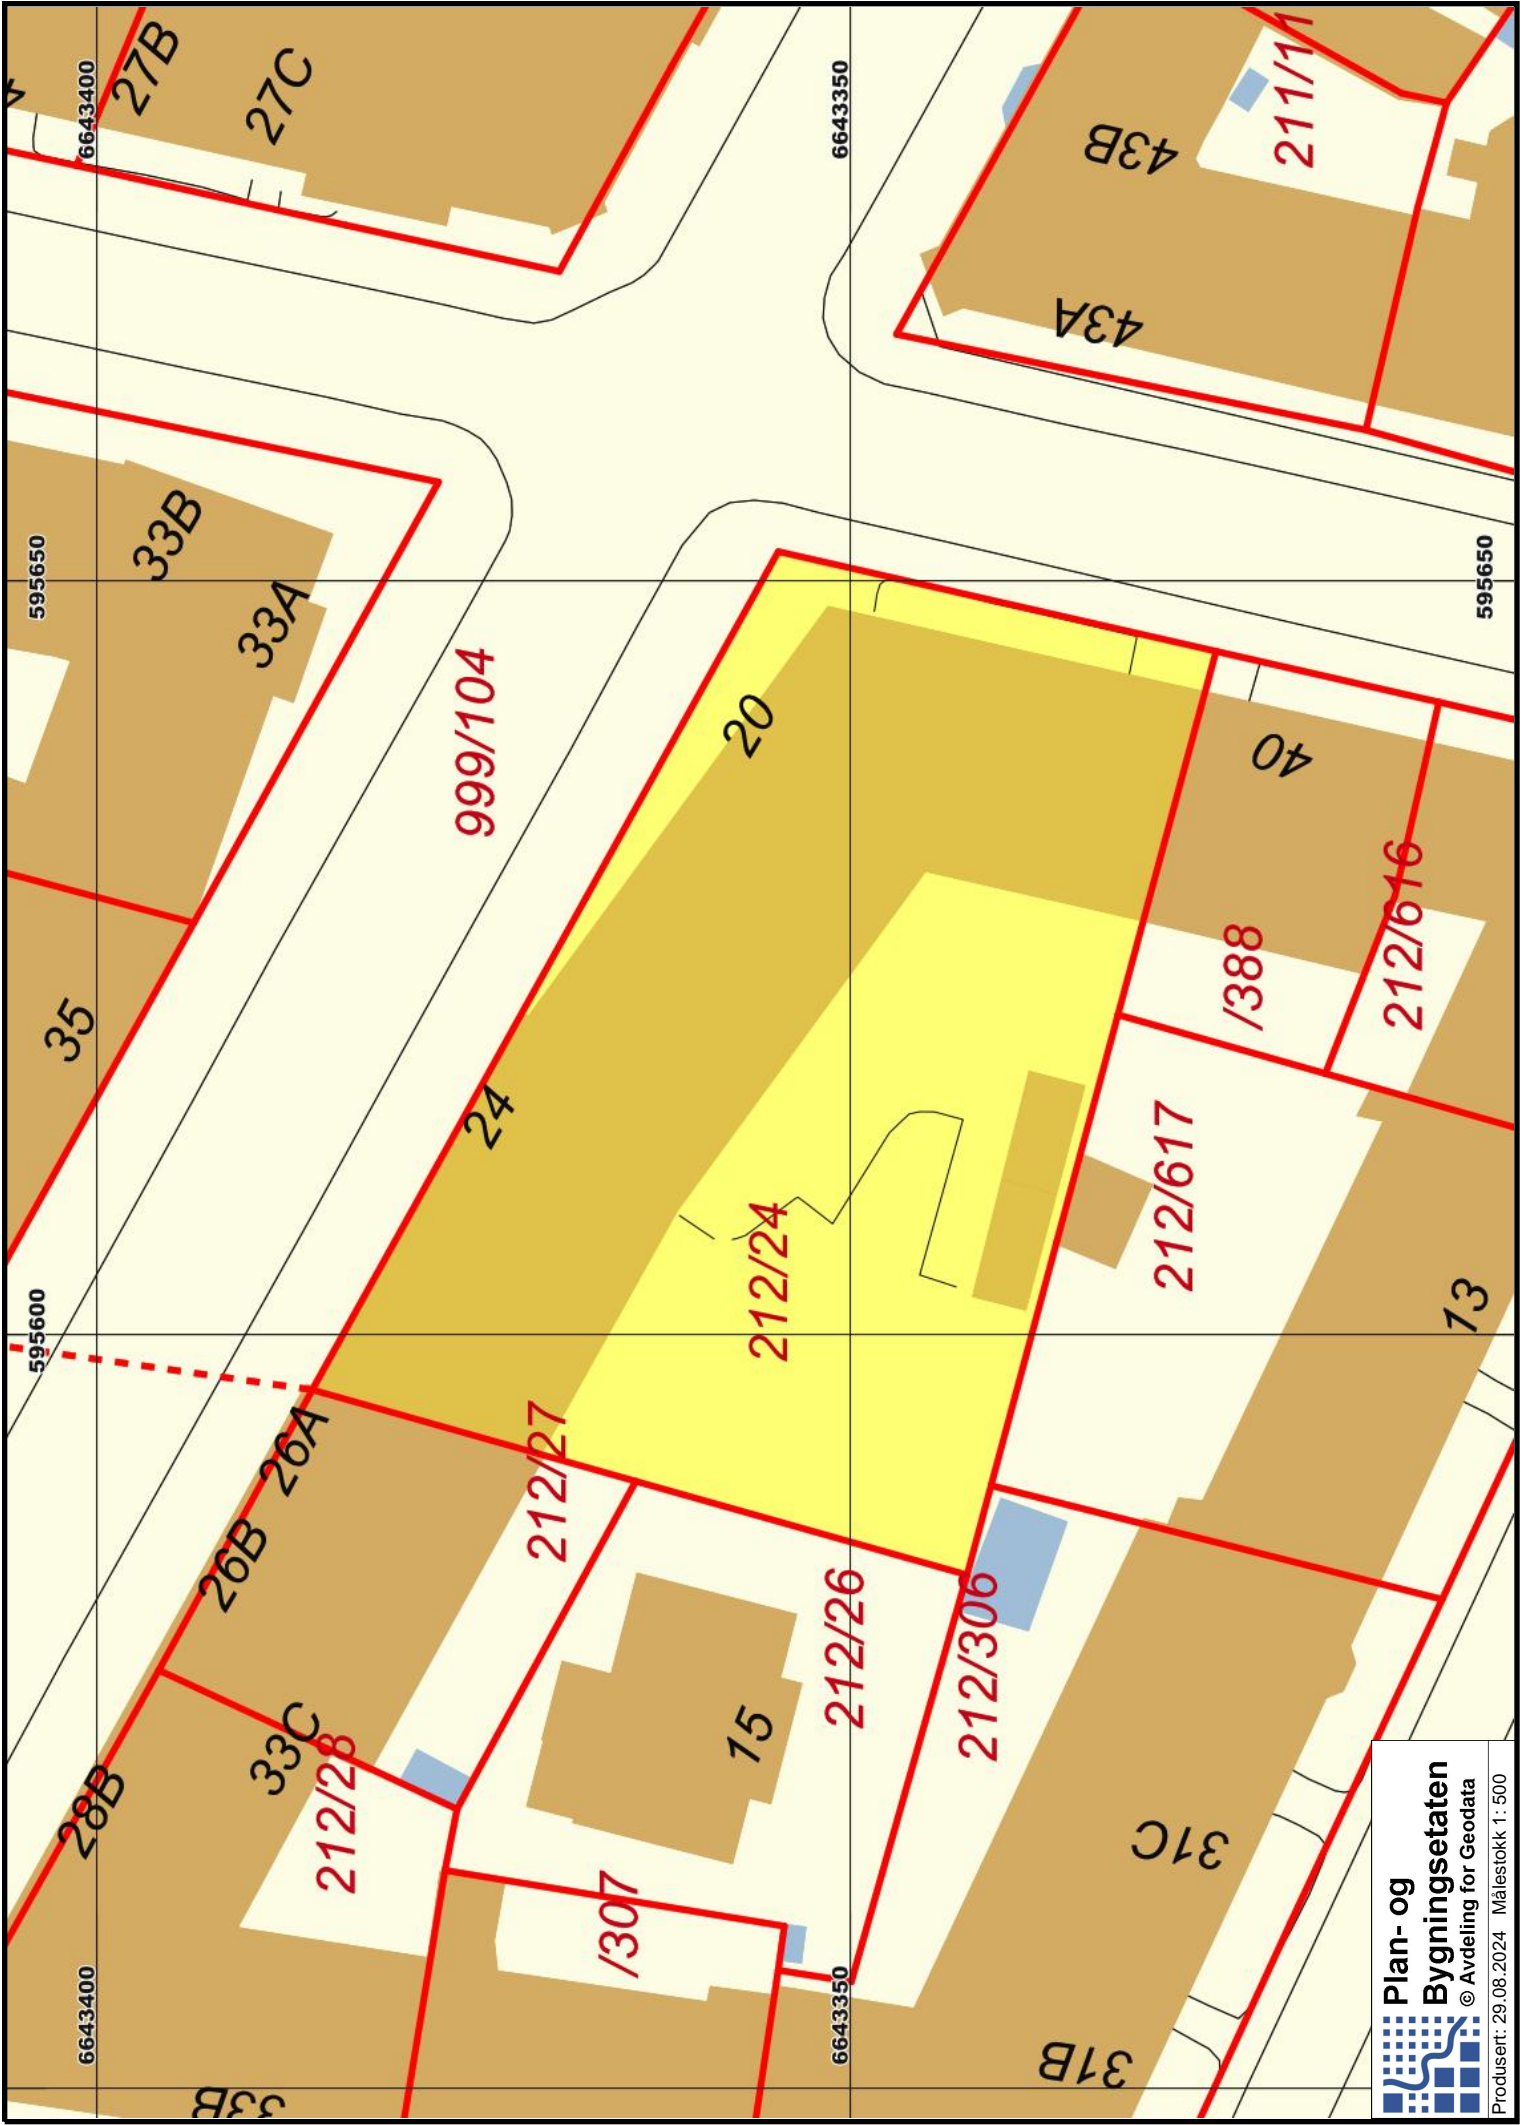 27B
27C
6643400
6643350
43B
211/11
43A
33B
33A
595650
595650
999/104
20
40
212/616
/388
35
24
212/617
212/24
13
595600
26A
212/27
26B
212/26
212/306
33C
212/28
28B
15
31C
/307
6643400
6643350
31B
33B
Plan- og
Bygningsetaten
© Avdeling for Geodata
Produsert: 29.08.2024 Målestokk 1: 500